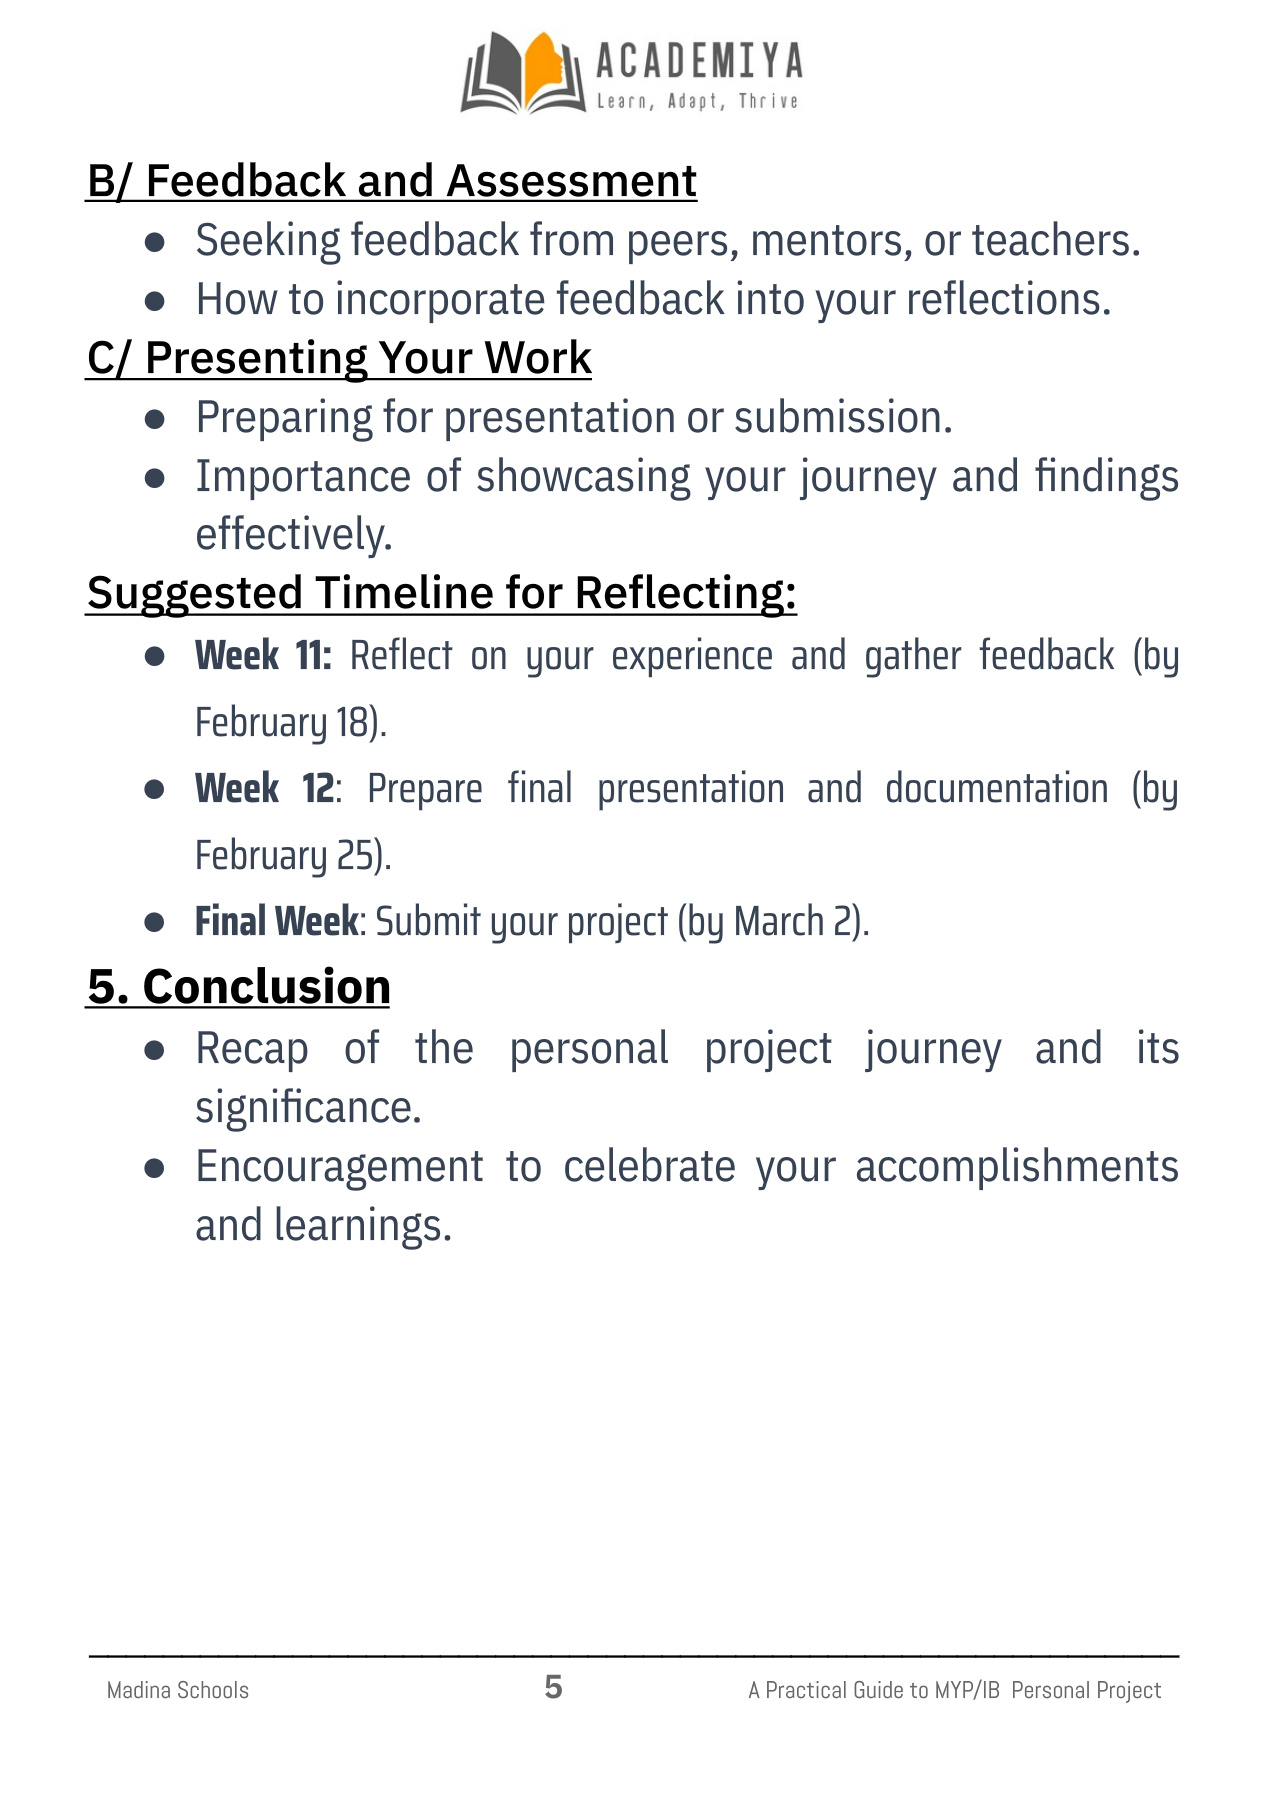 ACADEMIYA
Learn, Adapt, Thrive
B/ Feedback and Assessment
● Seeking feedback from peers, mentors, or teachers.
● How to incorporate feedback into your reflections.
C/ Presenting Your Work
● Preparing for presentation or submission.
● Importance of showcasing your journey and findings
effectively.
Suggested Timeline for Reflecting:
● Week 11: Reflect on your experience and gather feedback (by
February 18).
● Week 12: Prepare final presentation and documentation (by
February 25).
● Final Week: Submit your project (by March 2).
5. Conclusion
● Recap of the personal project journey and its
significance.
● Encouragement to celebrate your accomplishments
and learnings.
Madina Schools 5 A Practical Guide to MYP/IB Personal Project